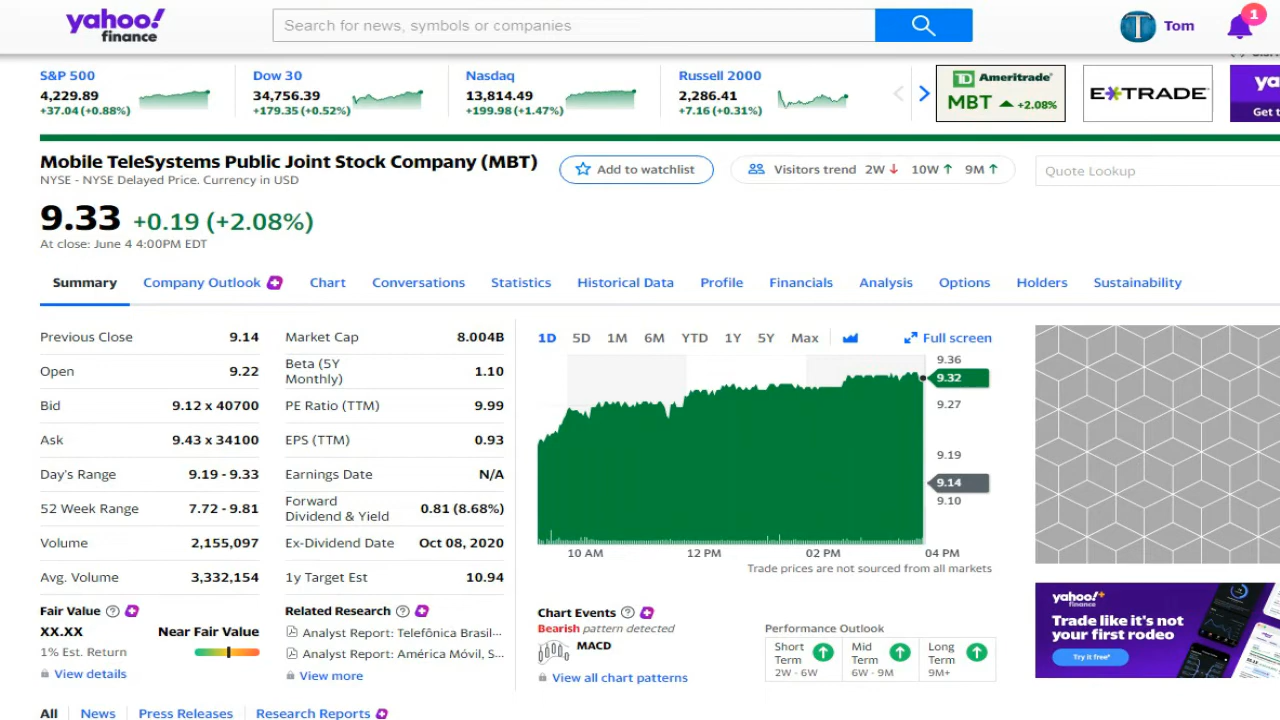 yahoo!
finance
Search for news, symbols or companies
T
Tom
1
S&P 500
4,229.89
+37.04 (+0.88%)
Dow 30
34,756.39
+179.35 (+0.52%)
Nasdaq
13,814.49
+199.98 (+1.47%)
Russell 2000
2,286.41
+7.16 (+0.31%)
TD Ameritrade
MBT +2.08%
E*TRADE
Get t
Mobile TeleSystems Public Joint Stock Company (MBT)
NYSE - NYSE Delayed Price. Currency in USD
Add to watchlist
Visitors trend 2W ↓ 10W ↑ 9M ↑
Quote Lookup
9.33 +0.19 (+2.08%)
At close: June 4 4:00PM EDT
Summary Company Outlook Chart Conversations Statistics Historical Data Profile Financials Analysis Options Holders Sustainability
Previous Close 9.14
Open 9.22
Bid 9.12 x 40700
Ask 9.43 x 34100
Day's Range 9.19 - 9.33
52 Week Range 7.72 - 9.81
Volume 2,155,097
Avg. Volume 3,332,154
Market Cap 8.004B
Beta (5Y
Monthly) 1.10
PE Ratio (TTM) 9.99
EPS (TTM) 0.93
Earnings Date N/A
Forward
Dividend & Yield 0.81 (8.68%)
Ex-Dividend Date Oct 08, 2020
1y Target Est 10.94
1D 5D 1M 6M YTD 1Y 5Y Max
Full screen
9.36
9.32
9.27
9.19
9.14
9.10
10 AM 12 PM 02 PM 04 PM
Trade prices are not sourced from all markets
Fair Value
XX.XX Near Fair Value
1% Est. Return
View details
Related Research
Analyst Report: Telefônica Brasil...
Analyst Report: América Móvil, S...
View more
Chart Events
Bearish pattern detected
MACD
View all chart patterns
Performance Outlook
Short
Term
2W - 6W
Mid
Term
6W - 9M
Long
Term
9M+
yahoo!+
finance
Trade like it's not
your first rodeo
Try it free*
All News Press Releases Research Reports